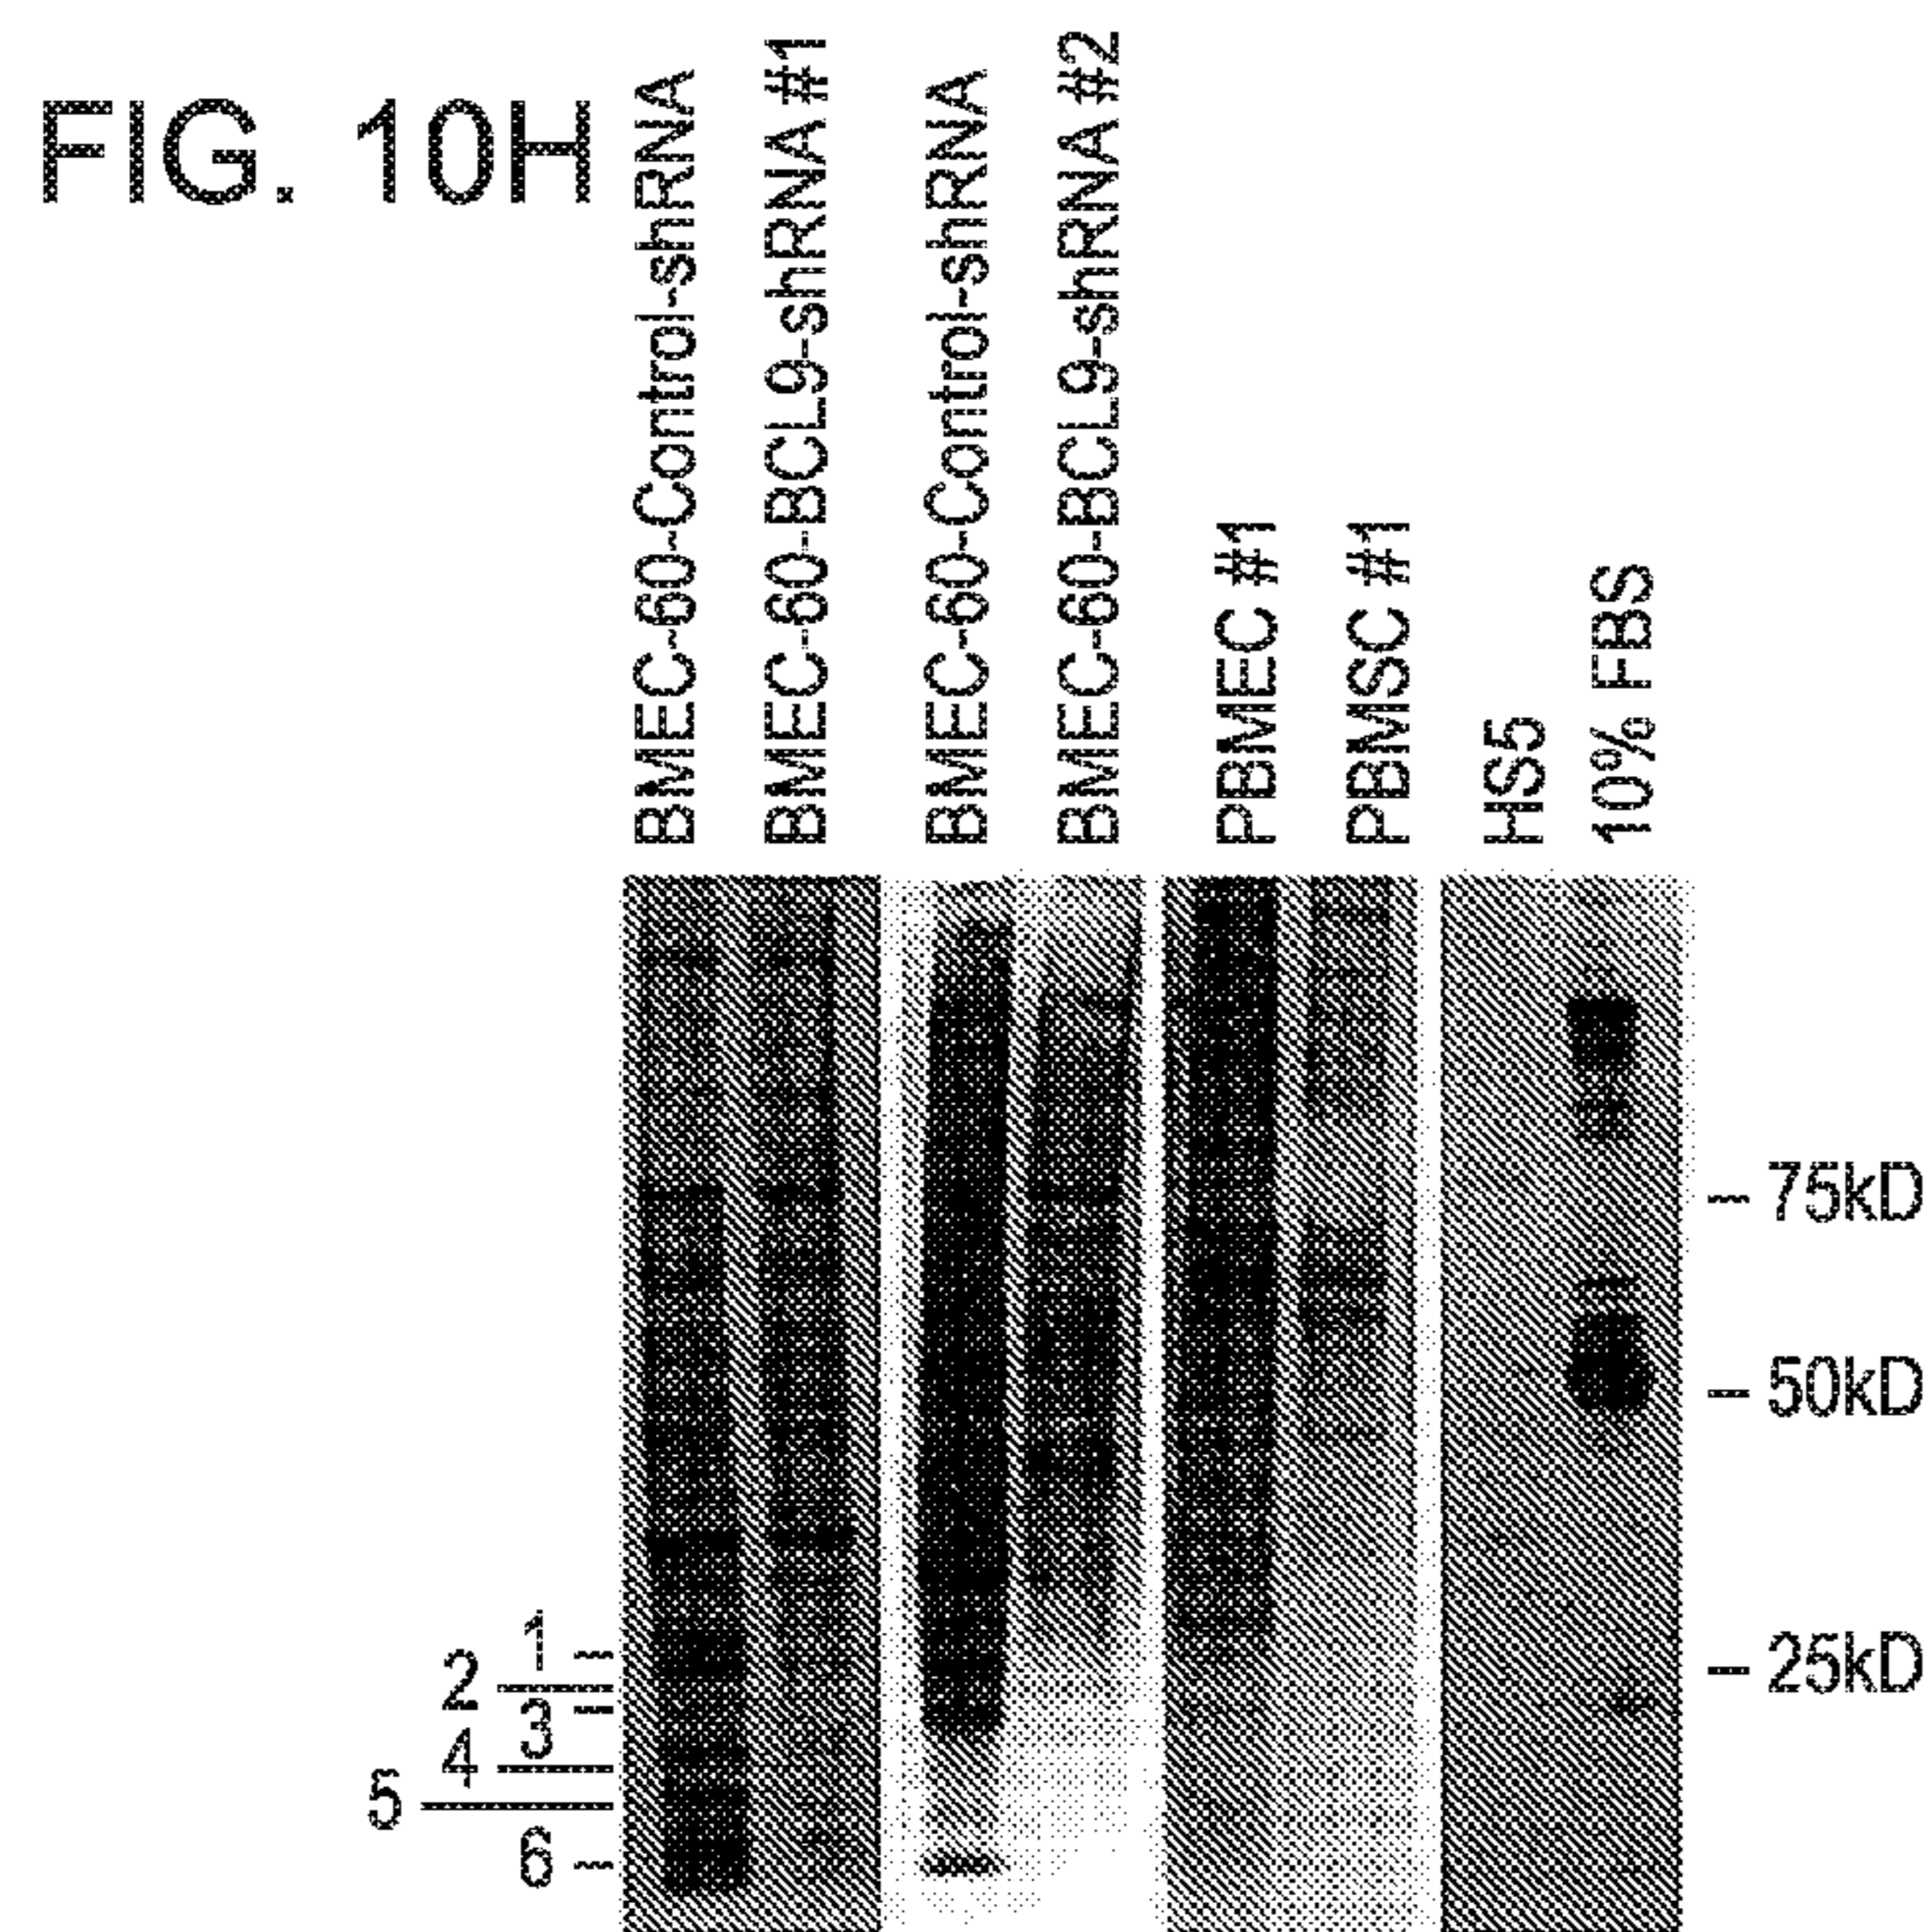 FIG. 10H
BMEC-60-Control-shRNA
BMEC-60-BCL9-shRNA #1
BMEC-60-Control-shRNA
BMEC-60-BCL9-shRNA #2
PBMEC #1
PBMSC #1
HS5
10% FBS
75kD
50kD
25kD
1
2
3
4
5
6